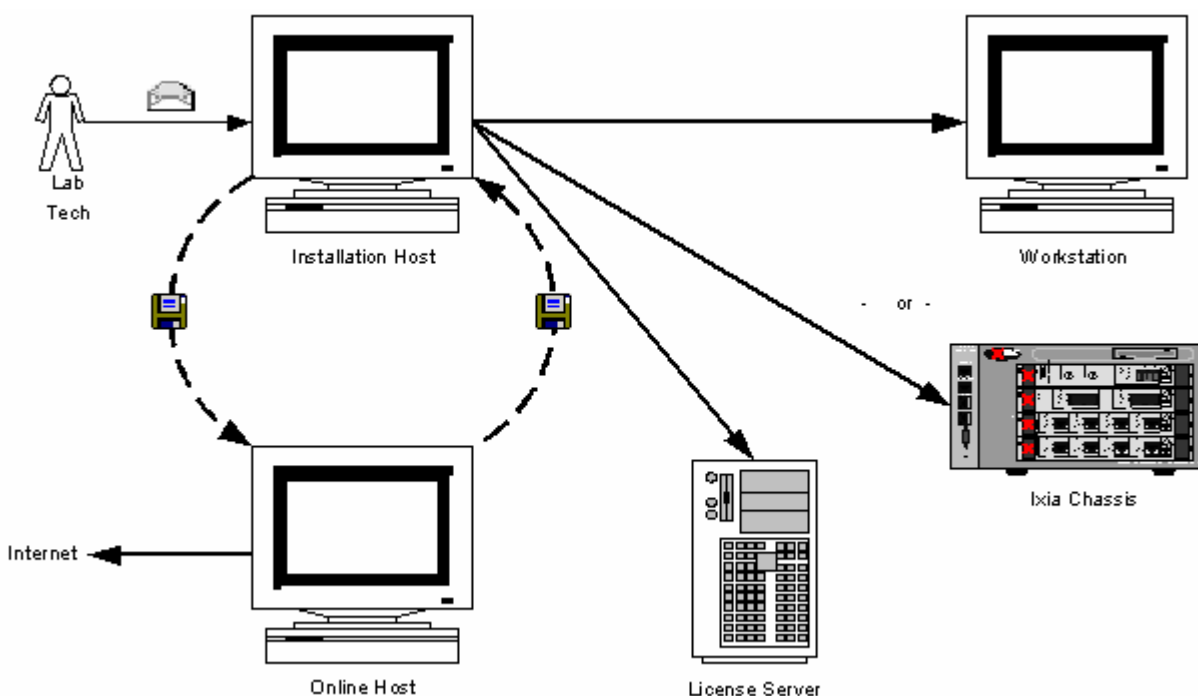 Lab
Tech
Installation Host
Workstation
- or -
Ixia Chassis
Internet
Online Host
License Server